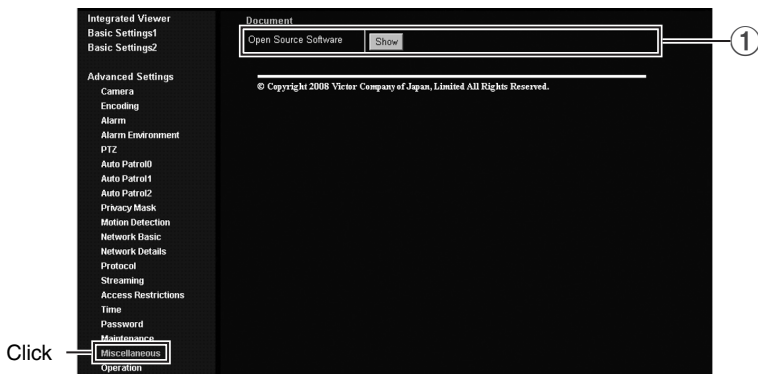 Integrated Viewer
Basic Settings1
Basic Settings2
Advanced Settings
Camera
Encoding
Alarm
Alarm Environment
PTZ
Auto Patrol0
Auto Patrol1
Auto Patrol2
Privacy Mask
Motion Detection
Network Basic
Network Details
Protocol
Streaming
Access Restrictions
Time
Password
Maintenance
Miscellaneous
Operation
Click
Document
Open Source Software Show
1
© Copyright 2008 Victor Company of Japan, Limited All Rights Reserved.